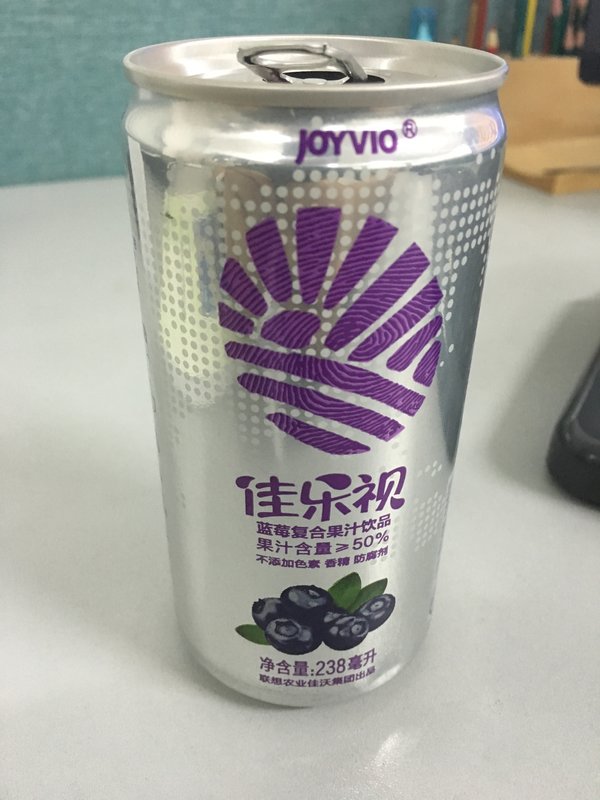 JOYVIO®
佳乐视
蓝莓复合果汁饮品
果汁含量≥50%
不添加色素 香精 防腐剂
净含量:238毫升
联想农业佳沃集团出品